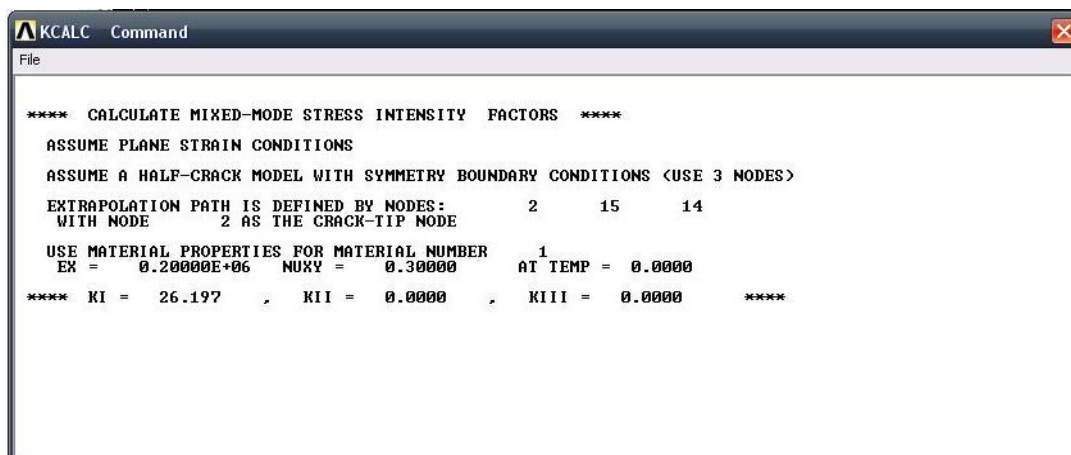 KCALC Command
File
**** CALCULATE MIXED-MODE STRESS INTENSITY FACTORS ****
ASSUME PLANE STRAIN CONDITIONS
ASSUME A HALF-CRACK MODEL WITH SYMMETRY BOUNDARY CONDITIONS (USE 3 NODES)
EXTRAPOLATION PATH IS DEFINED BY NODES: 2 15 14
WITH NODE 2 AS THE CRACK-TIP NODE
USE MATERIAL PROPERTIES FOR MATERIAL NUMBER 1
EX = 0.20000E+06 NUXY = 0.30000 AT TEMP = 0.0000
**** KI = 26.197 , KII = 0.0000 , KIII = 0.0000 ****